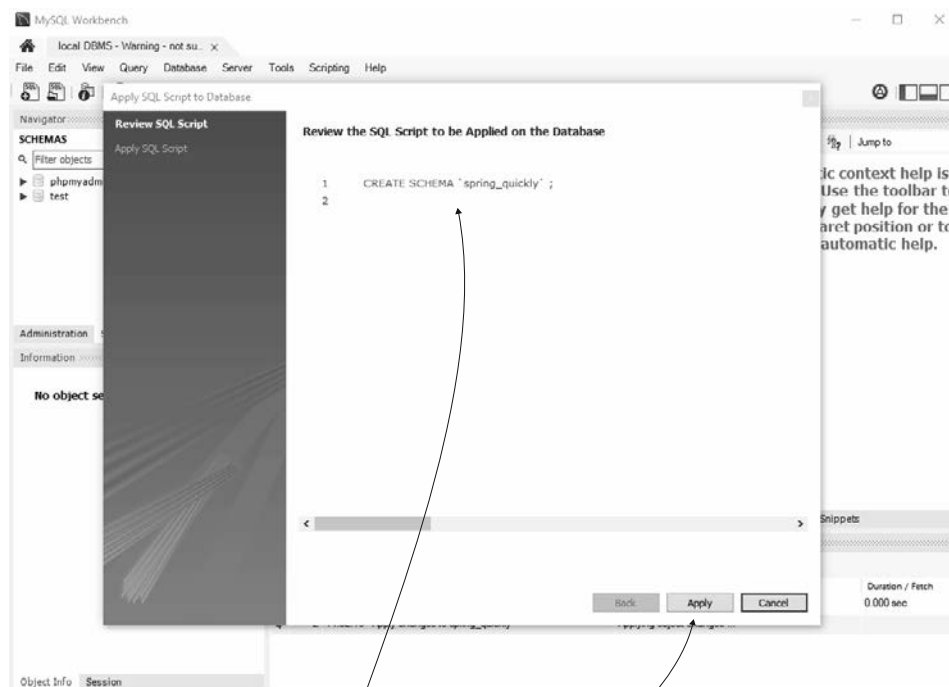 MySQL Workbench
local DBMS - Warning - not su... x
File Edit View Query Database Server Tools Scripting Help
Apply SQL Script to Database
Navigator
SCHEMAS
Filter objects
phpmyadm
test
Administration
Information
No object se
Object Info Session
Review SQL Script
Apply SQL Script
Review the SQL Script to be Applied on the Database
1 CREATE SCHEMA `spring_quickly` ;
2
Back Apply Cancel
Jump to
ic context help is
Use the toolbar t
y get help for the
aret position or to
automatic help.
Snippets
Duration / Fetch
0.000 sec